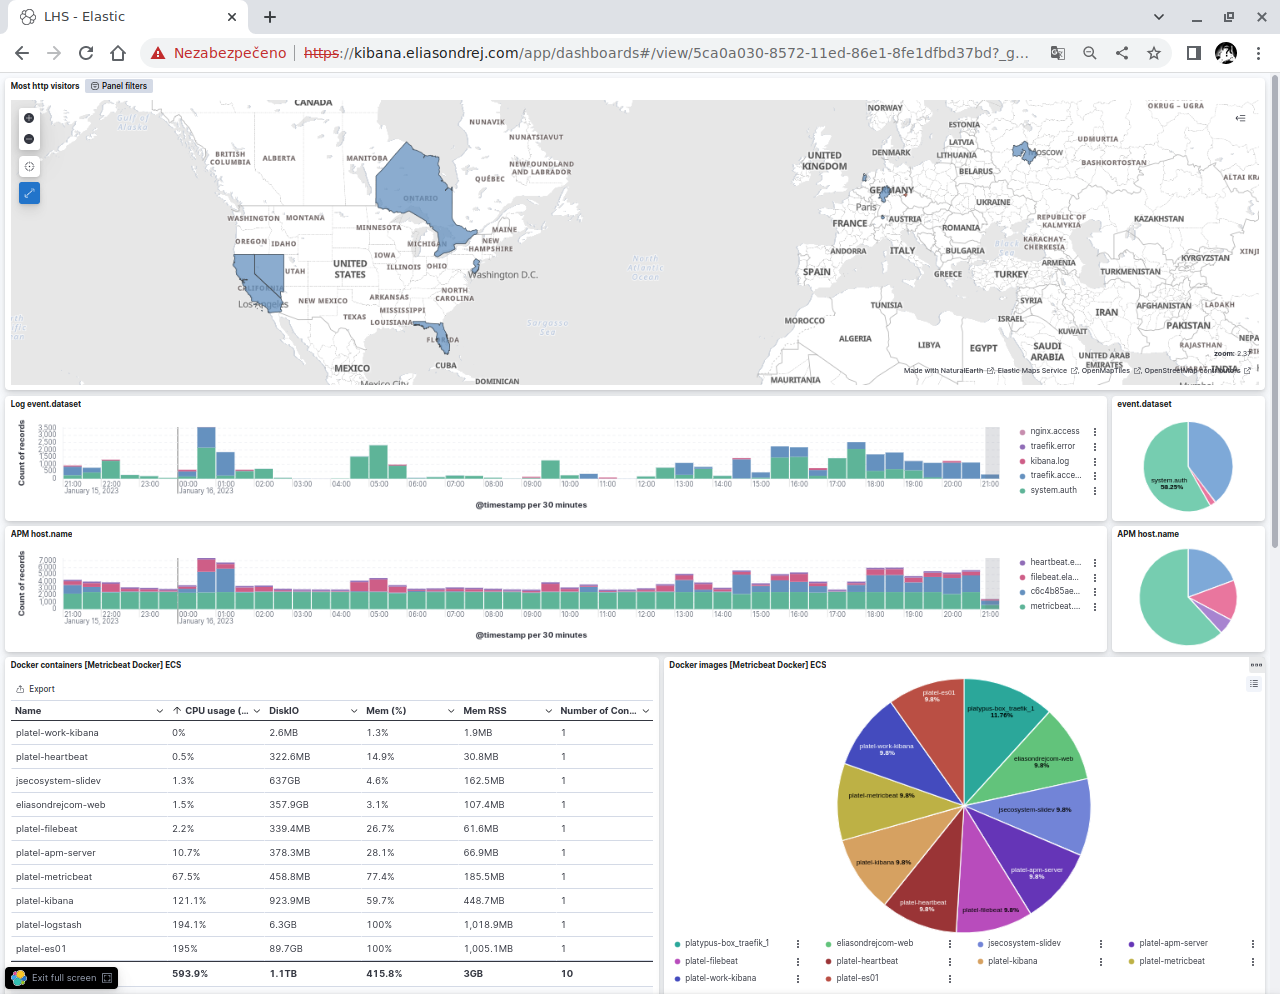 LHS - Elastic
Nezabezpečeno
https://kibana.eliasondrej.com/app/dashboards#/view/5ca0a030-8572-11ed-86e1-8fe1dfbd37bd?_g...
Most http visitors
Panel filters
CANADA
Gulf of Alaska
NUNAVIK
NUNATSIAVUT
BRITISH COLUMBIA
ALBERTA
MANITOBA
NEWFOUNDLAND AND LABRADOR
QUÉBEC
ONTARIO
WASHINGTON
MONTANA
MINNESOTA
MAINE
OREGON
IDAHO
MICHIGAN
NEW HAMPSHIRE
IOWA
UNITED STATES
UTAH
ILLINOIS
OHIO
Washington D.C.
CALIFORNIA
Los Angeles
NEW MEXICO
ARKANSAS
NORTH CAROLINA
MISSISSIPPI
TEXAS
LOUISIANA
FLORIDA
MEXICO
CUBA
Mexico City
DOMINICAN
Sargasso Sea
North Atlantic Ocean
NORWAY
OKRUG - UGRA
ESTONIA
LATVIA
UDMURTIA
UNITED KINGDOM
DENMARK
LITHUANIA
Moscow
BASHKORTOSTAN
BELARUS
ALTAI KRA
GERMANY
Paris
UKRAINE
FRANCE
AUSTRIA
ROMANIA
REPUBLIC OF KALMYKIA
KAZAKHSTAN
ANDORRA
ITALY
BULGARIA
Black Sea
KARACHAY-CHERKESSIA
XINJ
KYRGYZSTAN
ARMENIA
SPAIN
GREECE
TURKEY
TURKMENISTAN
TUNISIA
SYRIA
IRAN
AFGHANISTAN
LADAKH
MOROCCO
ISRAEL
KUWAIT
PAKISTAN
ALGERIA
LIBYA
EGYPT
SAUDI ARABIA
RAJASTHAN
NEPA
UNITED ARAB EMIRATES
MAURITANIA
INDIA
zoom: 2.37
Made with NaturalEarth, Elastic Maps Service, OpenMapTiles, OpenStreetMap contributors
Log event.dataset
Count of records
3,500
3,000
2,500
2,000
1,500
1,000
500
0
21:00 22:00 23:00 00:00 01:00 02:00 03:00 04:00 05:00 06:00 07:00 08:00 09:00 10:00 11:00 12:00 13:00 14:00 15:00 16:00 17:00 18:00 19:00 20:00 21:00
January 15, 2023 January 16, 2023
@timestamp per 30 minutes
nginx.access
traefik.error
kibana.log
traefik.acce...
system.auth
event.dataset
system.auth
58.25%
APM host.name
Count of records
7,000
6,000
5,000
4,000
3,000
2,000
1,000
0
21:00 22:00 23:00 00:00 01:00 02:00 03:00 04:00 05:00 06:00 07:00 08:00 09:00 10:00 11:00 12:00 13:00 14:00 15:00 16:00 17:00 18:00 19:00 20:00 21:00
January 15, 2023 January 16, 2023
@timestamp per 30 minutes
heartbeat.e...
filebeat.ela...
c6c4b85ae...
metricbeat....
APM host.name
Docker containers [Metricbeat Docker] ECS
Export
Name CPU usage (... DiskIO Mem (%) Mem RSS Number of Con...
platel-work-kibana 0% 2.6MB 1.3% 1.9MB 1
platel-heartbeat 0.5% 322.6MB 14.9% 30.8MB 1
jsecosystem-slidev 1.3% 637GB 4.6% 162.5MB 1
eliasondrejcom-web 1.5% 357.9GB 3.1% 107.4MB 1
platel-filebeat 2.2% 339.4MB 26.7% 61.6MB 1
platel-apm-server 10.7% 378.3MB 28.1% 66.9MB 1
platel-metricbeat 67.5% 458.8MB 77.4% 185.5MB 1
platel-kibana 121.1% 923.9MB 59.7% 448.7MB 1
platel-logstash 194.1% 6.3GB 100% 1,018.9MB 1
platel-es01 195% 89.7GB 100% 1,005.1MB 1
593.9% 1.1TB 415.8% 3GB 10
Exit full screen
Docker images [Metricbeat Docker] ECS
platel-es01
9.8%
platypus-box_traefik_1
11.76%
platel-work-kibana
9.8%
eliasondrejcom-web
9.8%
platel-metricbeat 9.8%
jsecosystem-slidev 9.8%
platel-kibana 9.8%
platel-apm-server
9.8%
platel-heartbeat
9.8%
platel-filebeat 9.8%
platypus-box_traefik_1 eliasondrejcom-web jsecosystem-slidev platel-apm-server
platel-filebeat platel-heartbeat platel-kibana platel-metricbeat
platel-work-kibana platel-es01